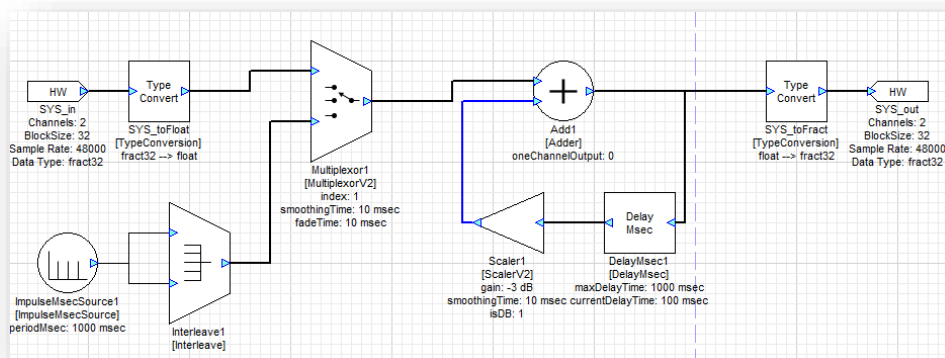 HW
SYS_in
Channels: 2
BlockSize: 32
Sample Rate: 48000
Data Type: fract32
Type
Convert
SYS_toFloat
[TypeConversion]
fract32 --> float
Multiplexor1
[MultiplexorV2]
index: 1
smoothingTime: 10 msec
fadeTime: 10 msec
ImpulseMsecSource1
[ImpulseMsecSource]
periodMsec: 1000 msec
Interleave1
[Interleave]
Add1
[Adder]
oneChannelOutput: 0
Scaler1
[ScalerV2]
gain: -3 dB
smoothingTime: 10 msec
isDB: 1
Delay
Msec
DelayMsec1
[DelayMsec]
maxDelayTime: 1000 msec
currentDelayTime: 100 msec
Type
Convert
SYS_toFract
[TypeConversion]
float --> fract32
HW
SYS_out
Channels: 2
BlockSize: 32
Sample Rate: 48000
Data Type: fract32